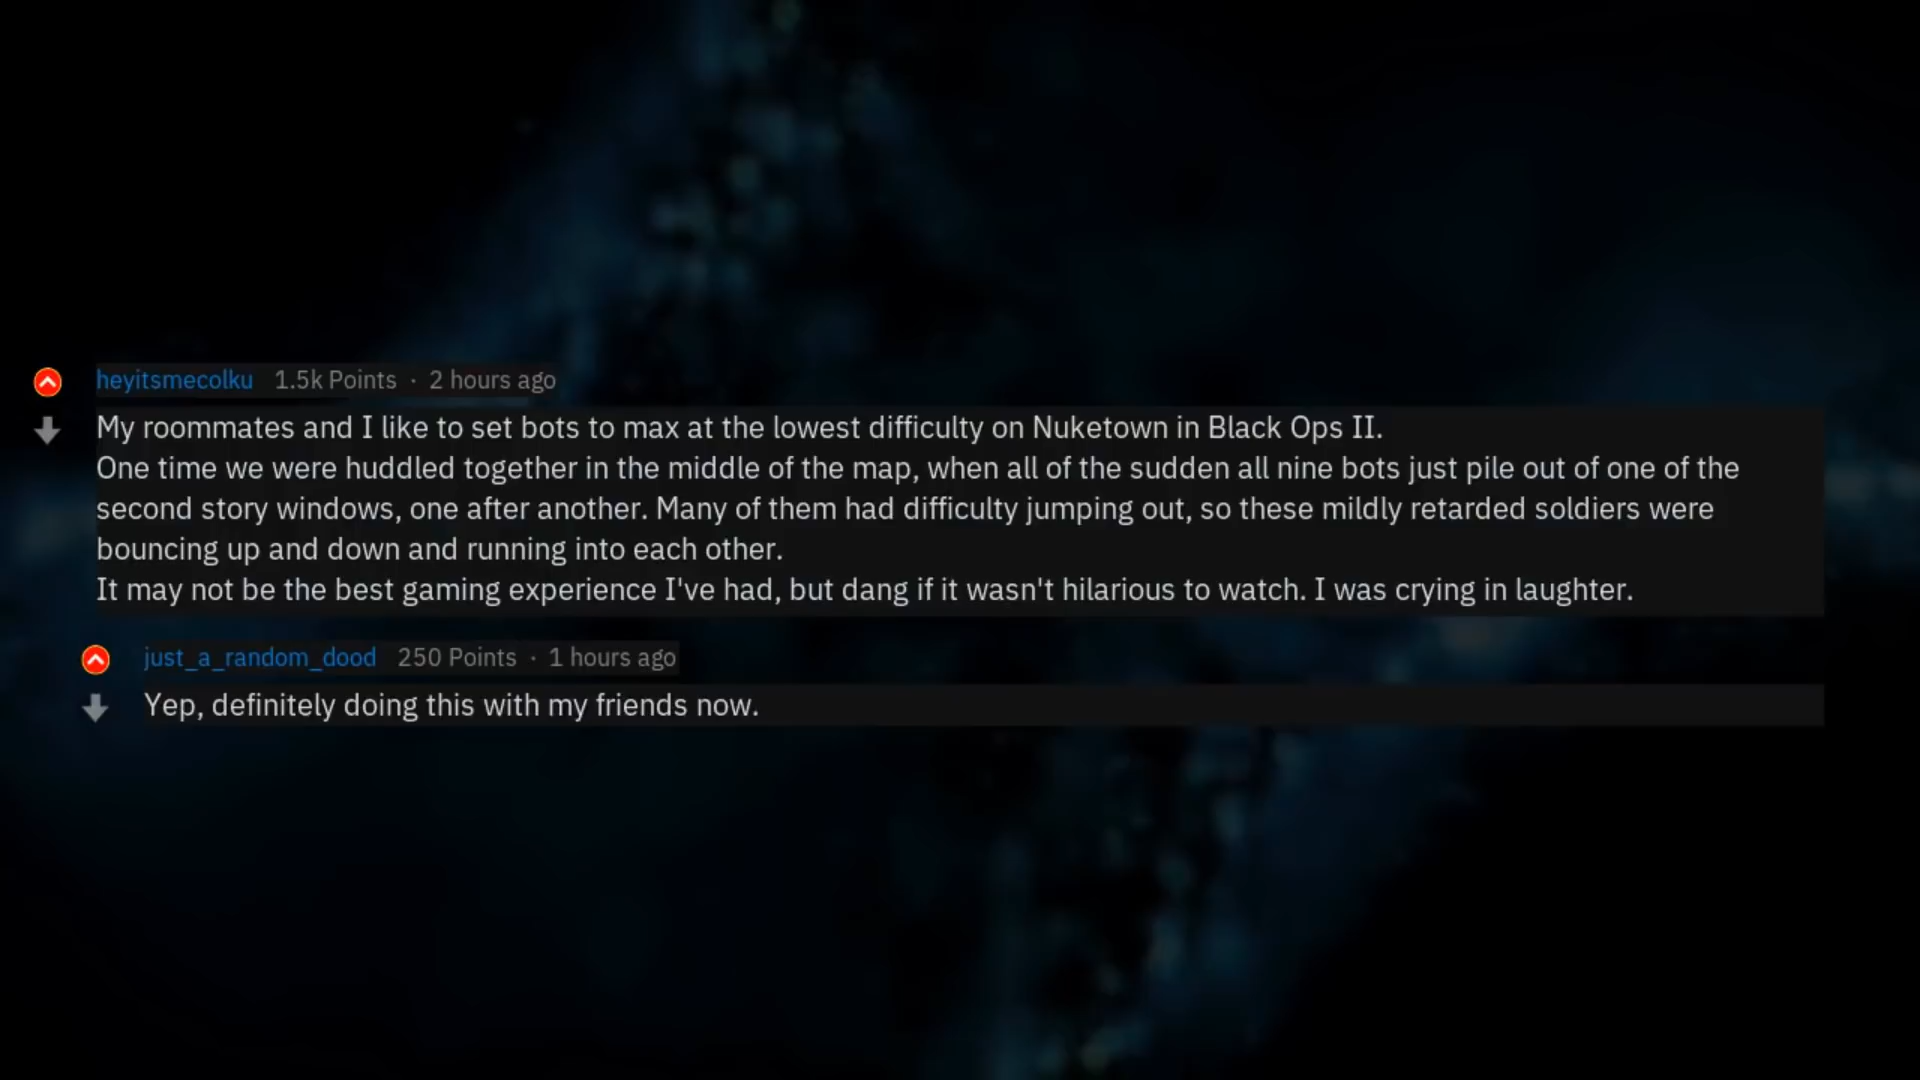 heyitsmecolku 1.5k Points · 2 hours ago
My roommates and I like to set bots to max at the lowest difficulty on Nuketown in Black Ops II.
One time we were huddled together in the middle of the map, when all of the sudden all nine bots just pile out of one of the
second story windows, one after another. Many of them had difficulty jumping out, so these mildly retarded soldiers were
bouncing up and down and running into each other.
It may not be the best gaming experience I've had, but dang if it wasn't hilarious to watch. I was crying in laughter.
just_a_random_dood 250 Points · 1 hours ago
Yep, definitely doing this with my friends now.